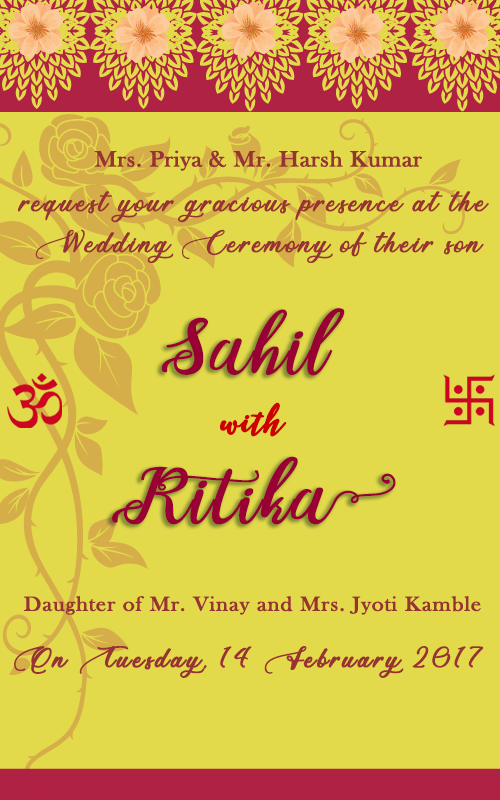 Mrs. Priya & Mr. Harsh Kumar
request your gracious presence at the
Wedding Ceremony of their son
Sahil
ॐ
with
Ritika
Daughter of Mr. Vinay and Mrs. Jyoti Kamble
On Tuesday, 14 February 2017